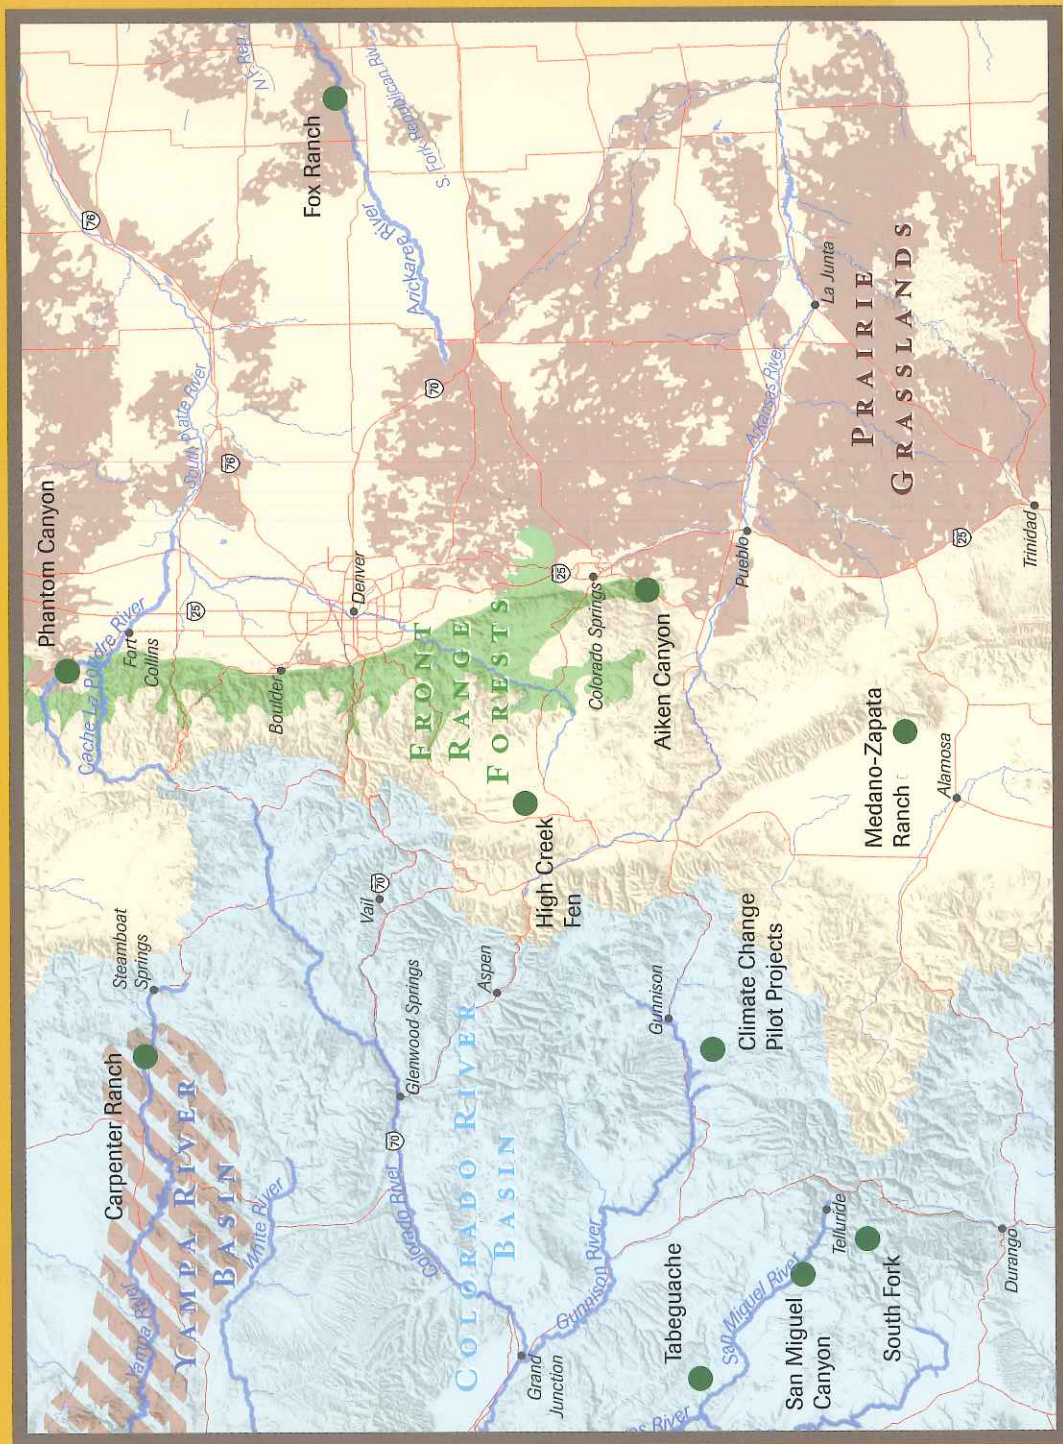 Carpenter Ranch
Steamboat
Springs
Yampa River
YAMPA RIVER
BASIN
White River
Phantom Canyon
Cache La Poudre River
Fort
Collins
South Platte River
76
76
25
Boulder
Denver
Fox Ranch
N.F. Rep.
S. Fork Republican Riv.
Arickaree River
70
Vail
70
Glenwood Springs
70
Colorado River
COLORADO RIVER
BASIN
Aspen
Grand
Junction
Gunnison River
FRONT
RANGE
FORESTS
High Creek
Fen
25
Colorado Springs
Aiken Canyon
Gunnison
Climate Change
Pilot Projects
Tabeguache
San Miguel River
San Miguel
Canyon
Telluride
South Fork
Durango
Pueblo
Arkansas River
La Junta
PRAIRIE
GRASSLANDS
25
Trinidad
Medano-Zapata
Ranch
Alamosa
River